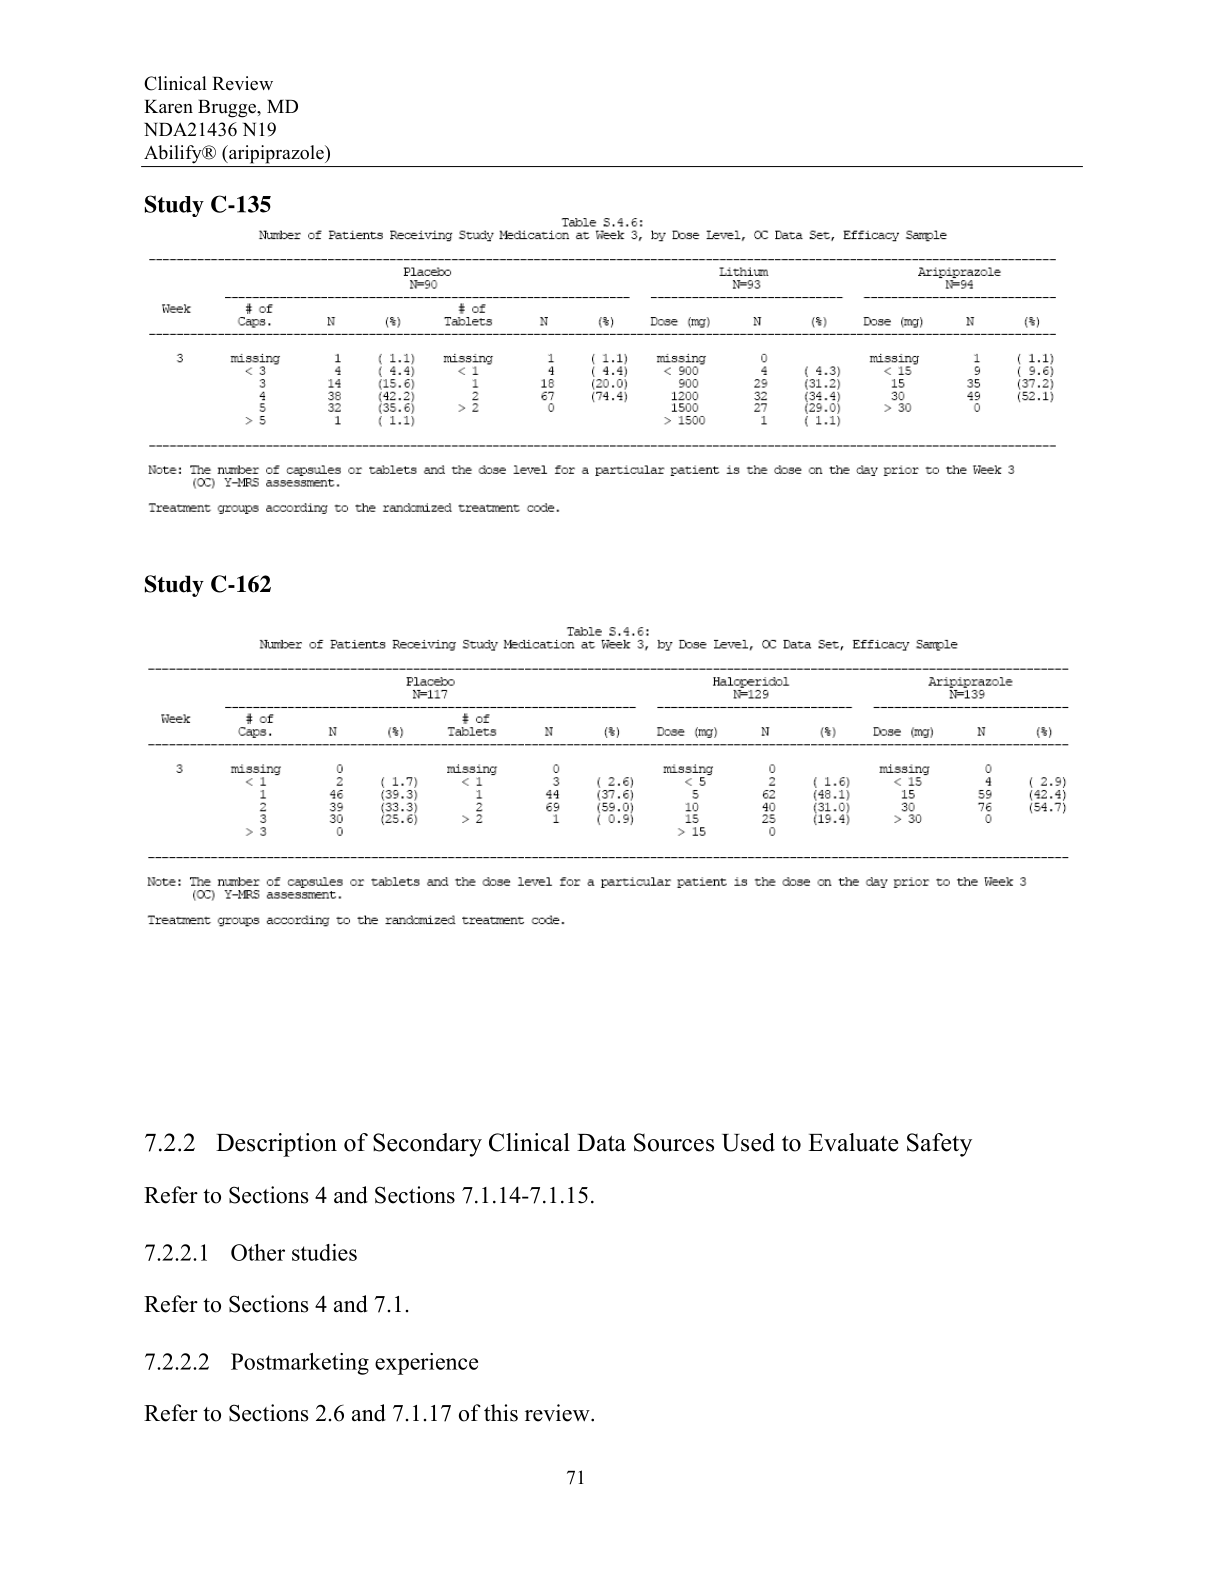 Clinical Review
Karen Brugge, MD
NDA21436 N19
Abilify® (aripiprazole)
Study C-135
Table S.4.6:
Number of Patients Receiving Study Medication at Week 3, by Dose Level, OC Data Set, Efficacy Sample
Placebo Lithium Aripiprazole
N=90 N=93 N=94
Week # of # of
Caps. N (%) Tablets N (%) Dose (mg) N (%) Dose (mg) N (%)
3 missing 1 ( 1.1) missing 1 ( 1.1) missing 0 missing 1 ( 1.1)
< 3 4 ( 4.4) < 1 4 ( 4.4) < 900 4 ( 4.3) < 15 9 ( 9.6)
3 14 (15.6) 1 18 (20.0) 900 29 (31.2) 15 35 (37.2)
4 38 (42.2) 2 67 (74.4) 1200 32 (34.4) 30 49 (52.1)
5 32 (35.6) > 2 0 1500 27 (29.0) > 30 0
> 5 1 ( 1.1) > 1500 1 ( 1.1)
Note: The number of capsules or tablets and the dose level for a particular patient is the dose on the day prior to the Week 3
(OC) Y-MRS assessment.
Treatment groups according to the randomized treatment code.
Study C-162
Table S.4.6:
Number of Patients Receiving Study Medication at Week 3, by Dose Level, OC Data Set, Efficacy Sample
Placebo Haloperidol Aripiprazole
N=117 N=129 N=139
Week # of # of
Caps. N (%) Tablets N (%) Dose (mg) N (%) Dose (mg) N (%)
3 missing 0 missing 0 missing 0 missing 0
< 1 2 ( 1.7) < 1 3 ( 2.6) < 5 2 ( 1.6) < 15 4 ( 2.9)
1 46 (39.3) 1 44 (37.6) 5 62 (48.1) 15 59 (42.4)
2 39 (33.3) 2 69 (59.0) 10 40 (31.0) 30 76 (54.7)
3 30 (25.6) > 2 1 ( 0.9) 15 25 (19.4) > 30 0
> 3 0 > 15 0
Note: The number of capsules or tablets and the dose level for a particular patient is the dose on the day prior to the Week 3
(OC) Y-MRS assessment.
Treatment groups according to the randomized treatment code.
7.2.2 Description of Secondary Clinical Data Sources Used to Evaluate Safety
Refer to Sections 4 and Sections 7.1.14-7.1.15.
7.2.2.1 Other studies
Refer to Sections 4 and 7.1.
7.2.2.2 Postmarketing experience
Refer to Sections 2.6 and 7.1.17 of this review.
71